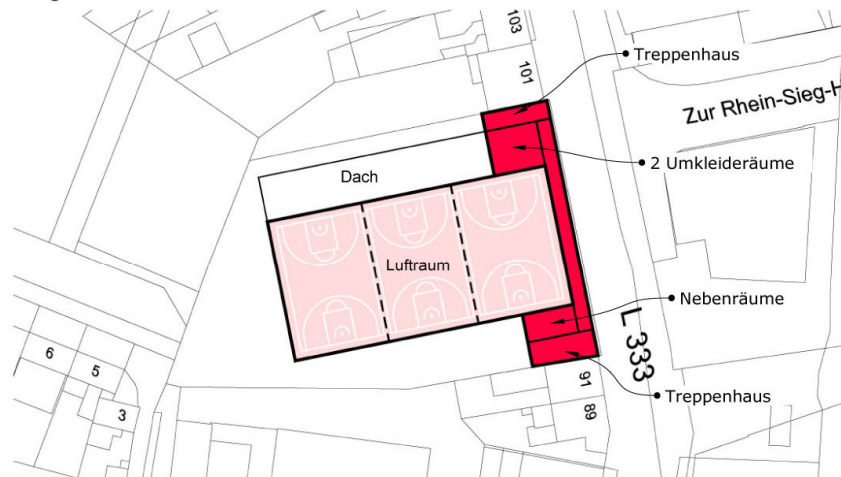 103
Treppenhaus
101
Zur Rhein-Sieg-H
2 Umkleideräume
Dach
Luftraum
Nebenräume
L 333
6
5
3
91
89
Treppenhaus